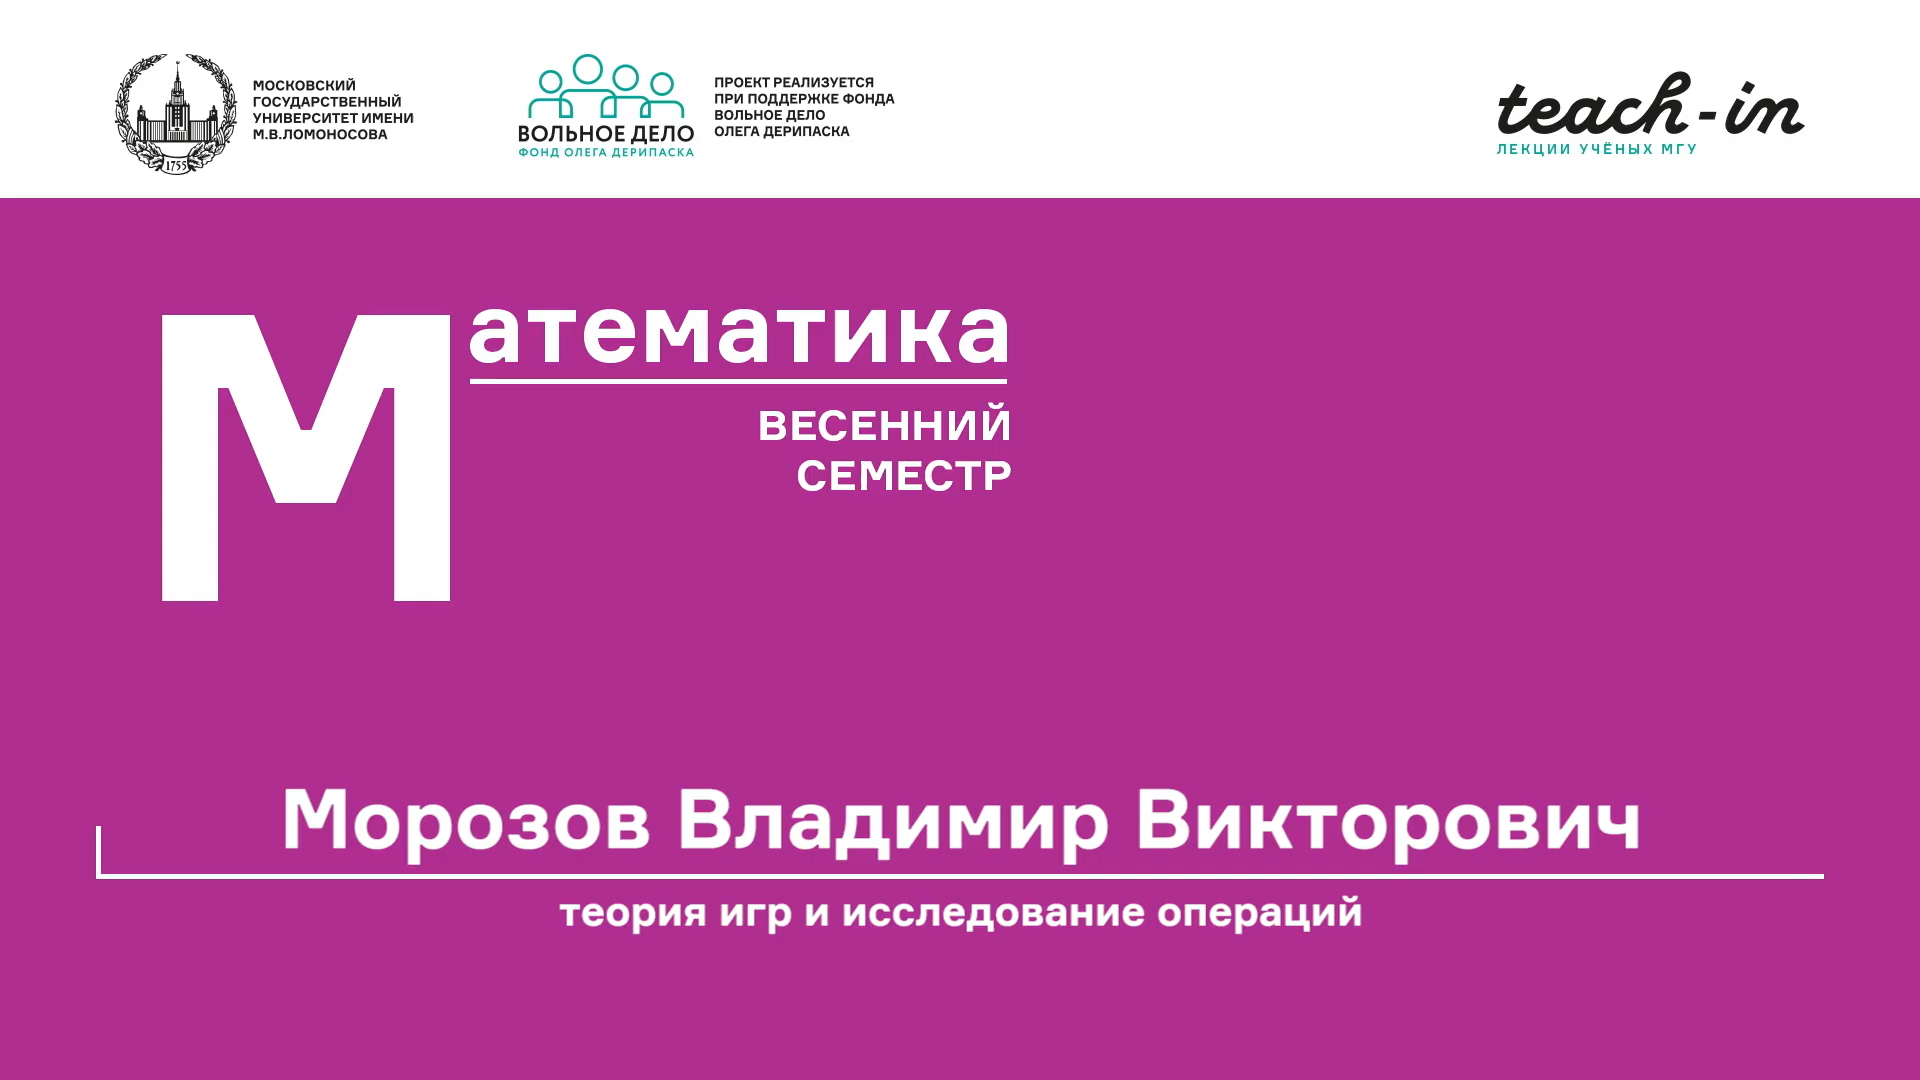 1755
МОСКОВСКИЙ
ГОСУДАРСТВЕННЫЙ
УНИВЕРСИТЕТ ИМЕНИ
М.В.ЛОМОНОСОВА
ВОЛЬНОЕ ДЕЛО
ФОНД ОЛЕГА ДЕРИПАСКА
ПРОЕКТ РЕАЛИЗУЕТСЯ
ПРИ ПОДДЕРЖКЕ ФОНДА
ВОЛЬНОЕ ДЕЛО
ОЛЕГА ДЕРИПАСКА
teach-in
ЛЕКЦИИ УЧЁНЫХ МГУ
Математика
ВЕСЕННИЙ
СЕМЕСТР
Морозов Владимир Викторович
теория игр и исследование операций